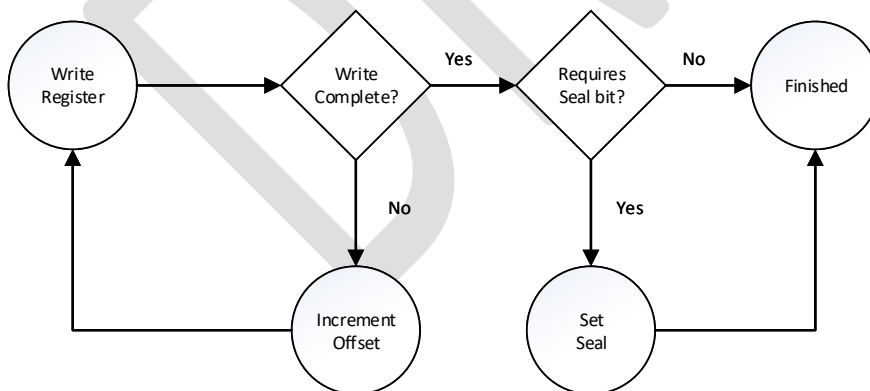 Write
Register
Write
Complete?
Yes
Requires
Seal bit?
No
Finished
No
Yes
Increment
Offset
Set
Seal